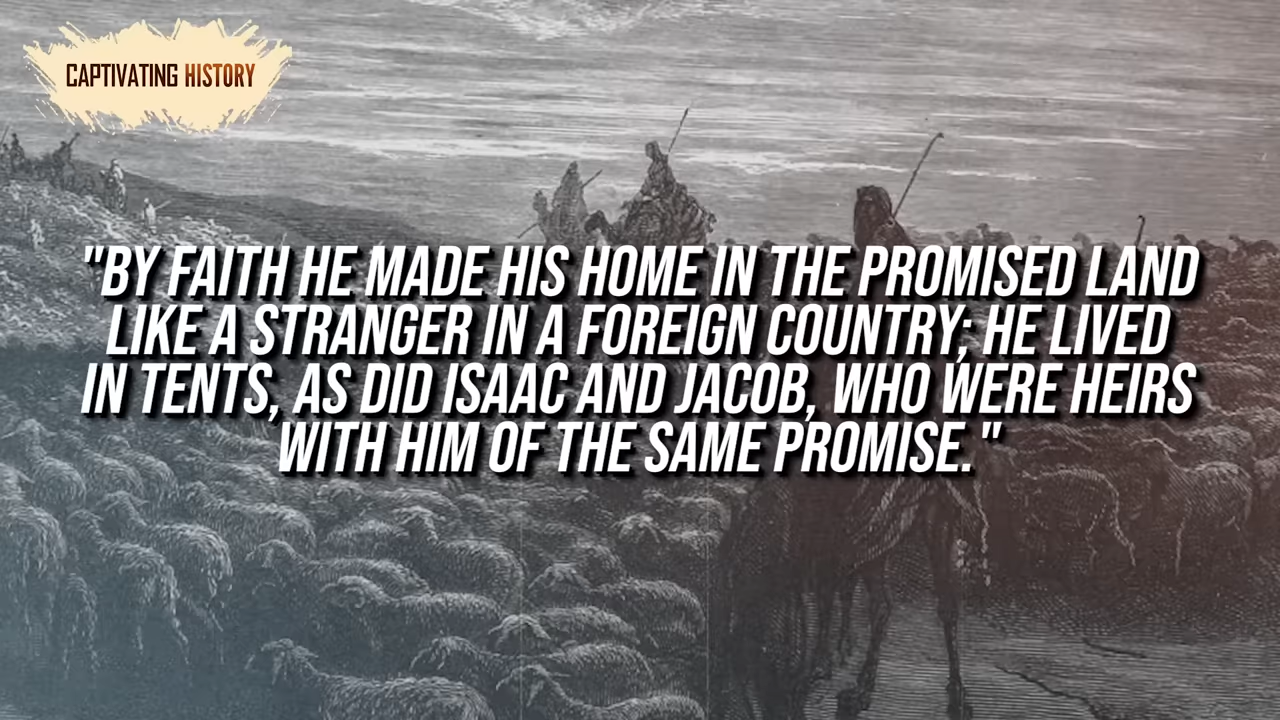 CAPTIVATING HISTORY
"BY FAITH HE MADE HIS HOME IN THE PROMISED LAND
LIKE A STRANGER IN A FOREIGN COUNTRY; HE LIVED
IN TENTS, AS DID ISAAC AND JACOB, WHO WERE HEIRS
WITH HIM OF THE SAME PROMISE."